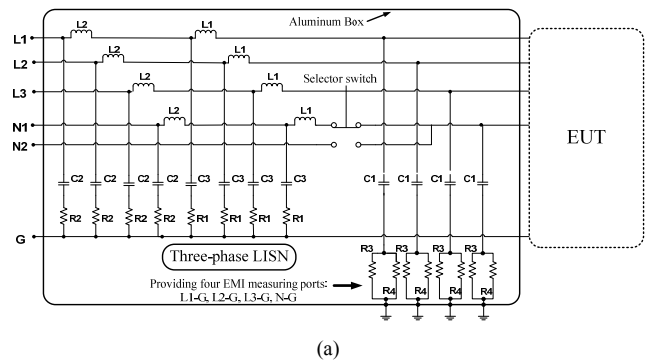 Aluminum Box
L1
L2
L1
L2
L2
L1
L3
L2
L1
Selector switch
N1
L2
L1
N2
EUT
C2 C2 C2 C2 C3 C3 C3 C3 C1 C1 C1 C1
R2 R2 R2 R2 R1 R1 R1 R1
G
Three-phase LISN
R3 R3 R3 R3
Providing four EMI measuring ports:
L1-G, L2-G, L3-G, N-G
R4 R4 R4 R4
(a)